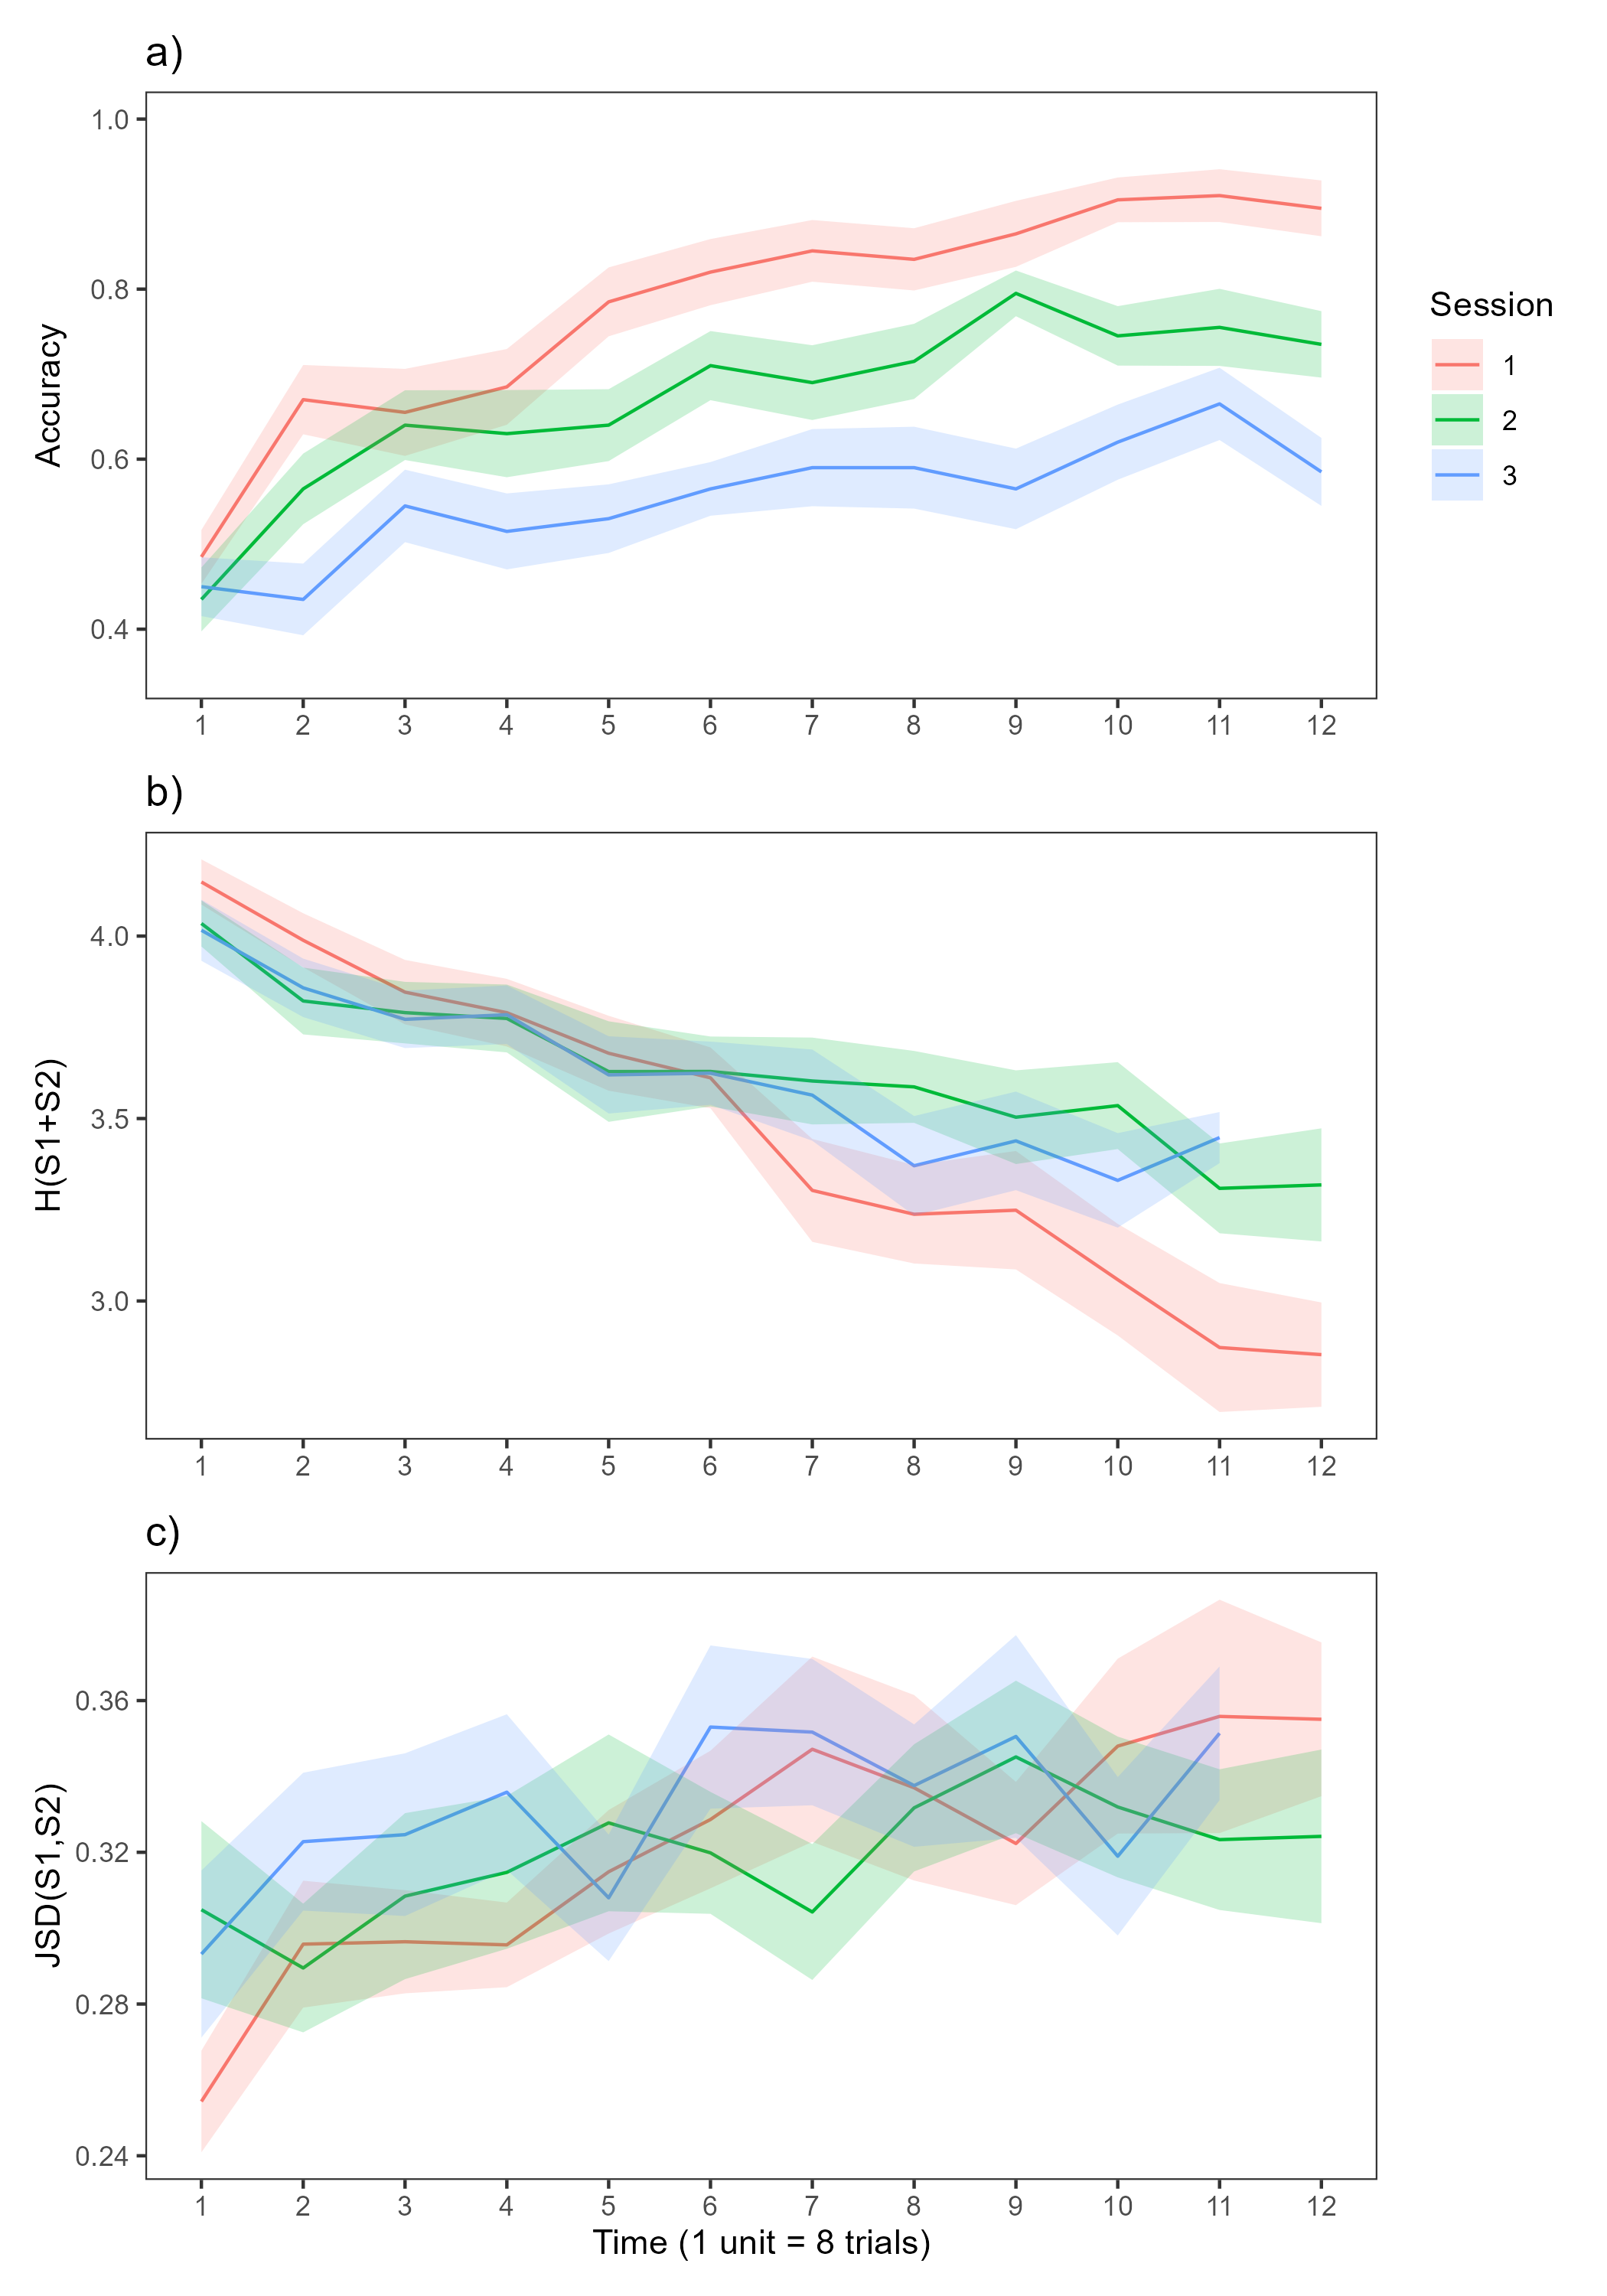 a)
1.0
0.8
0.6
0.4
Accuracy
1 2 3 4 5 6 7 8 9 10 11 12
Session
1
2
3
b)
4.0
3.5
3.0
H(S1+S2)
1 2 3 4 5 6 7 8 9 10 11 12
c)
0.36
0.32
0.28
0.24
JSD(S1,S2)
1 2 3 4 5 6 7 8 9 10 11 12
Time (1 unit = 8 trials)